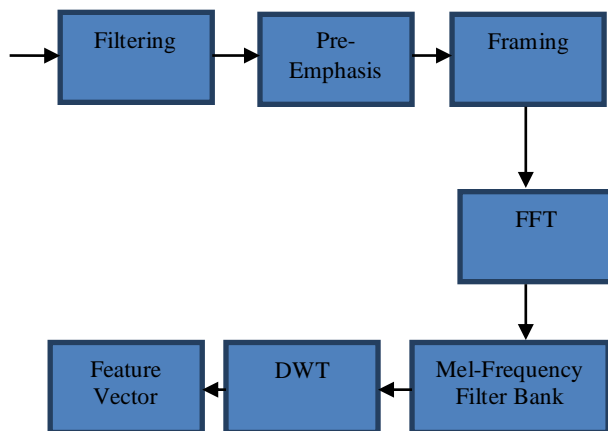 Filtering
Pre-
Emphasis
Framing
FFT
Mel-Frequency
Filter Bank
DWT
Feature
Vector